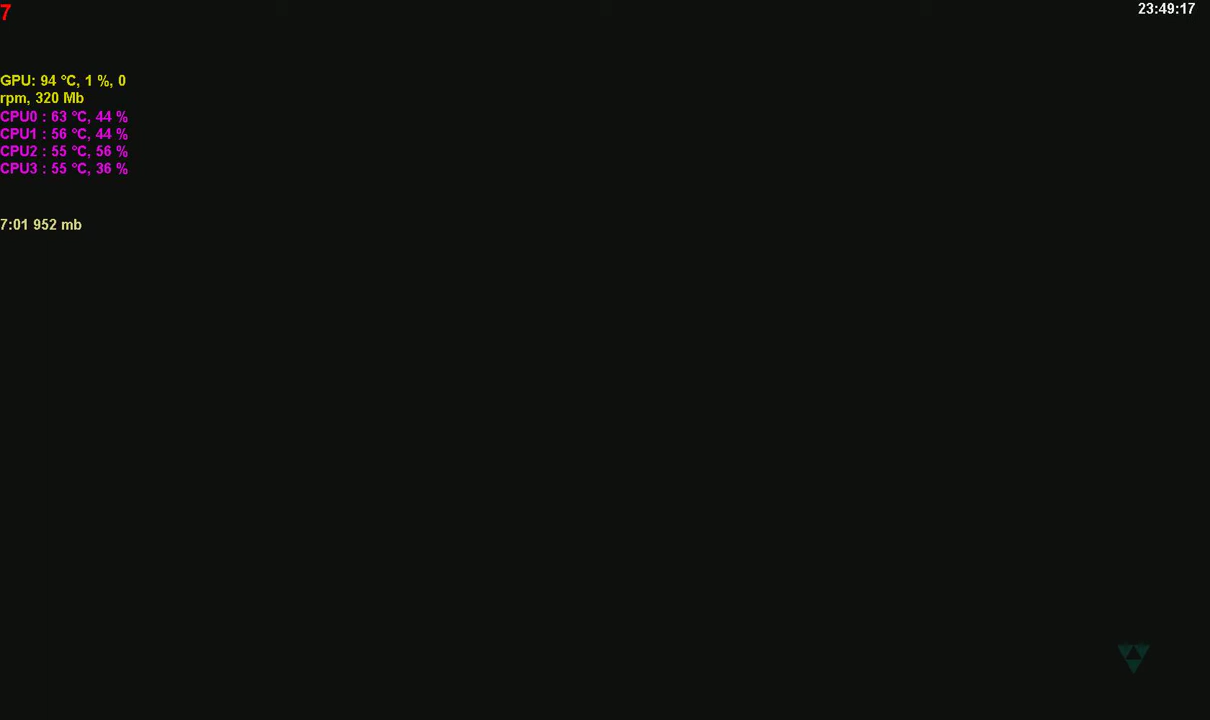 7
23:49:17
GPU: 94 °C, 1 %, 0
rpm, 320 Mb
CPU0 : 63 °C, 44 %
CPU1 : 56 °C, 44 %
CPU2 : 55 °C, 56 %
CPU3 : 55 °C, 36 %
7:01 952 mb